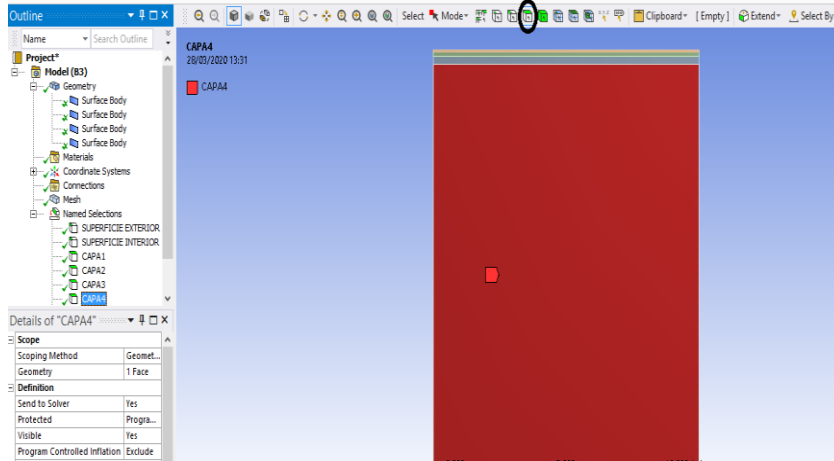 Outline
Select Mode Clipboard [Empty] Extend Select By
Name Search Outline
Project*
Model (B3)
Geometry
Surface Body
Surface Body
Surface Body
Surface Body
Materials
Coordinate Systems
Connections
Mesh
Named Selections
SUPERFICIE EXTERIOR
SUPERFICIE INTERIOR
CAPA1
CAPA2
CAPA3
CAPA4
CAPA4
28/03/2020 13:31
CAPA4
Details of "CAPA4"
Scope
Scoping Method Geomet...
Geometry 1 Face
Definition
Send to Solver Yes
Protected Progra...
Visible Yes
Program Controlled Inflation Exclude